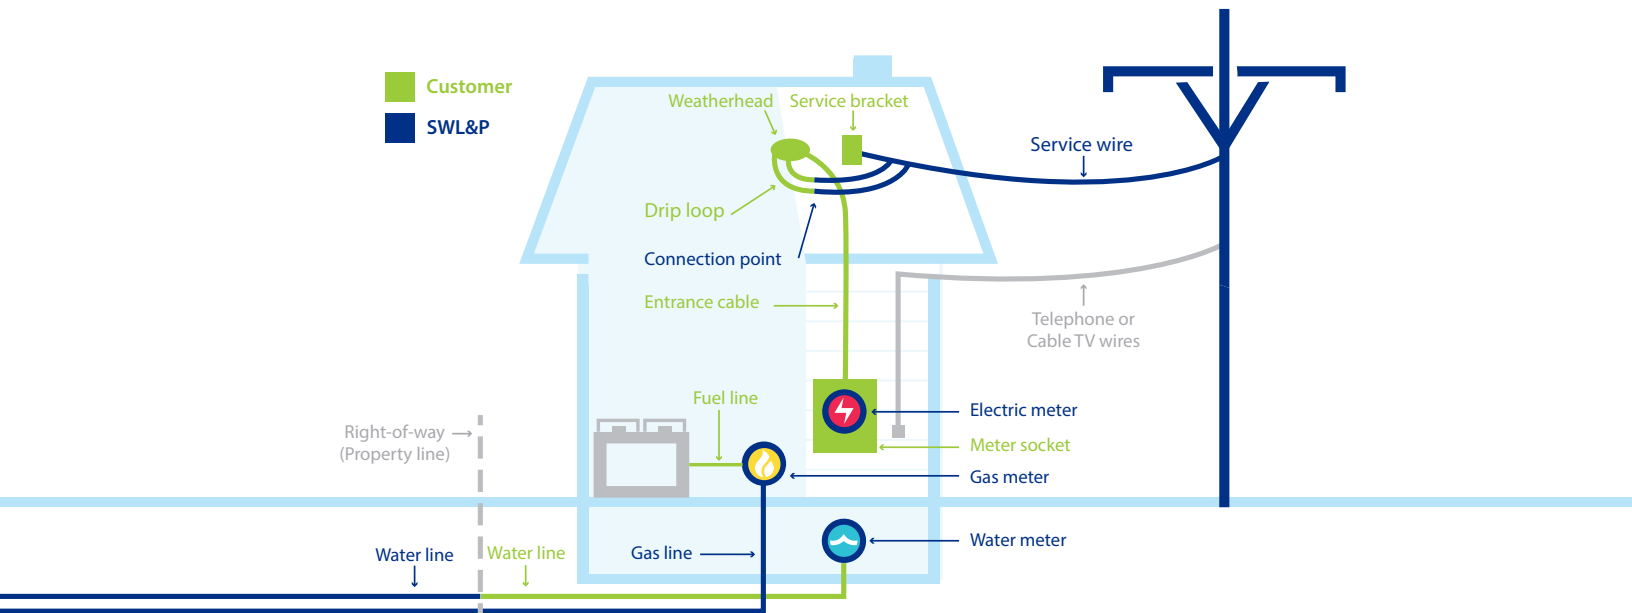 Customer
SWL&P
Weatherhead
Service bracket
Service wire
Drip loop
Connection point
Entrance cable
Telephone or
Cable TV wires
Fuel line
Electric meter
Right-of-way
(Property line)
Meter socket
Gas meter
Water meter
Water line
Water line
Gas line